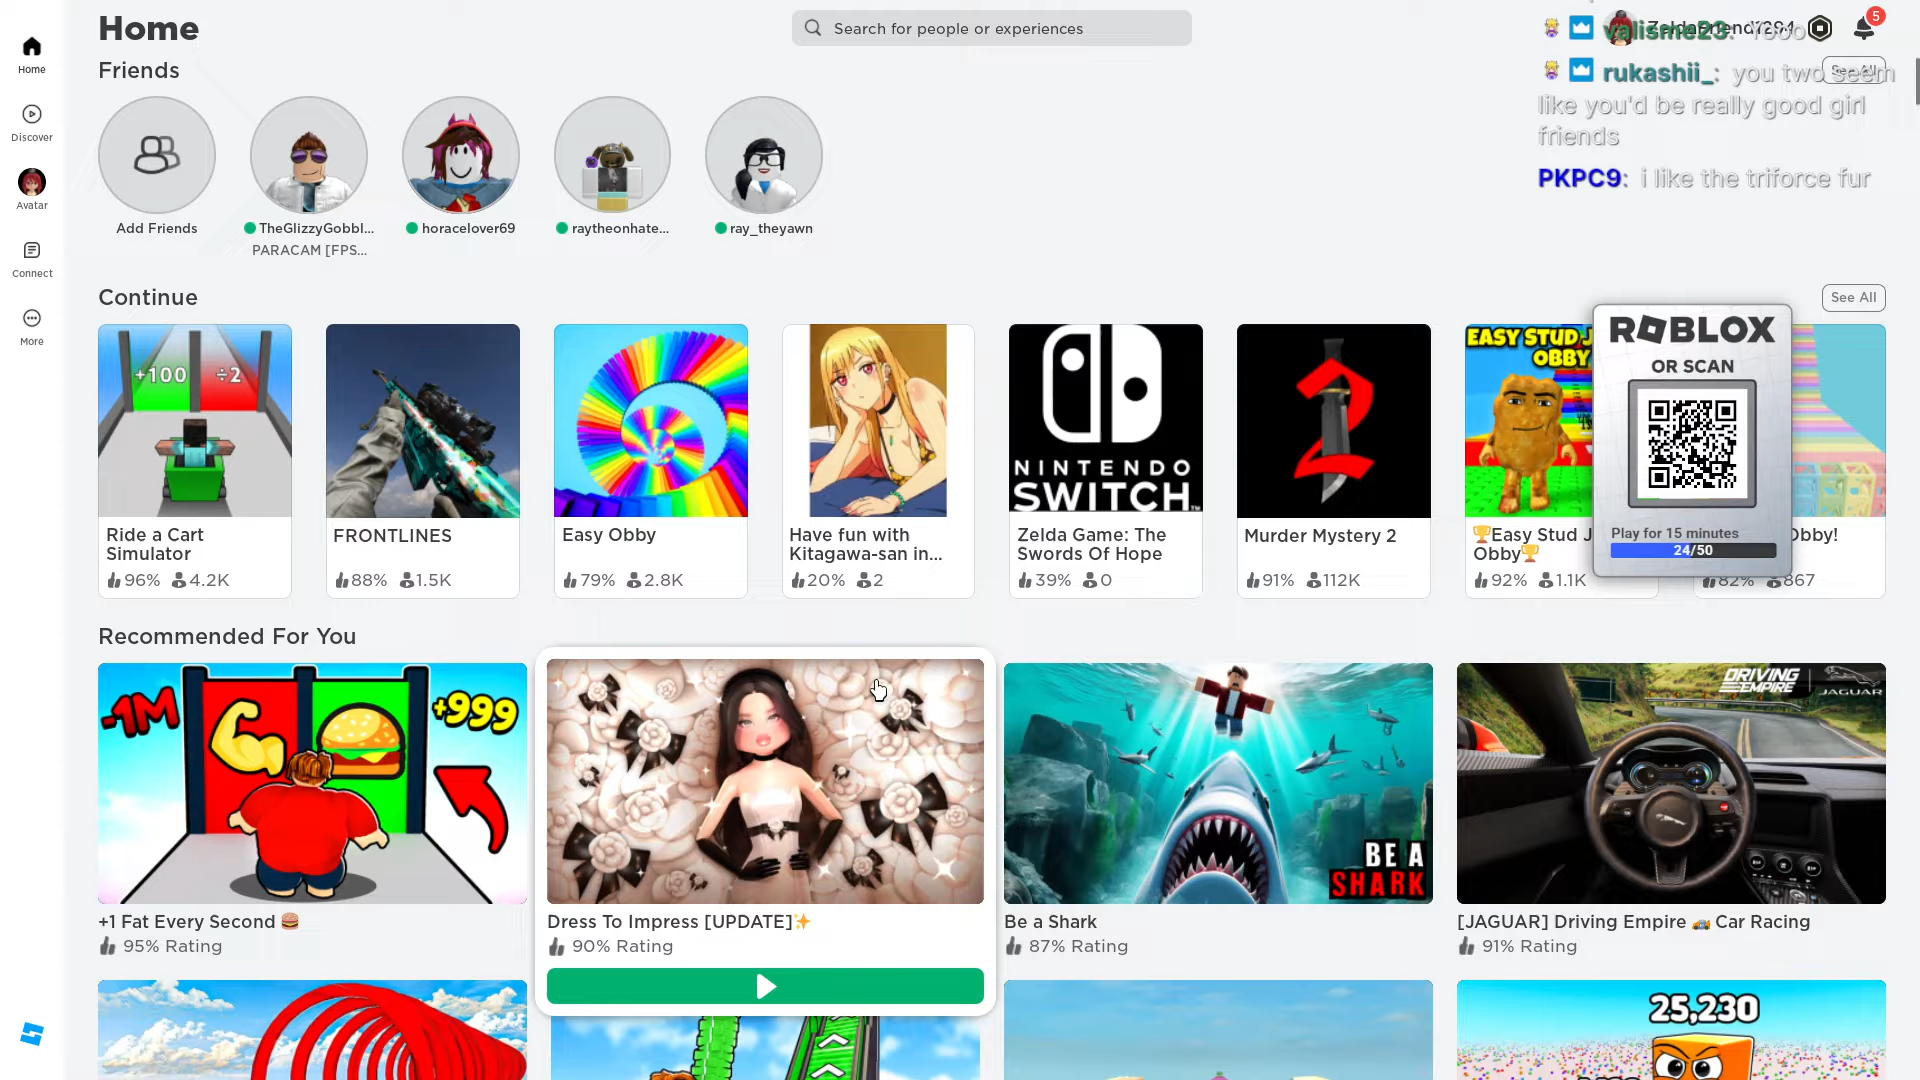 Home
Search for people or experiences
5
valisme23: Yooo
rukashii_: you two seem
like you'd be really good girl
friends
PKPC9: i like the triforce fur
Home
Discover
Avatar
Connect
More
Friends
Add Friends
TheGlizzyGobbl...
PARACAM [FPS...
horacelover69
raytheonhate...
ray_theyawn
Continue
See All
+100 ÷2
Ride a Cart
Simulator
96% 4.2K
FRONTLINES
88% 1.5K
Easy Obby
79% 2.8K
Have fun with
Kitagawa-san in...
20% 2
NINTENDO
SWITCH
Zelda Game: The
Swords Of Hope
39% 0
2
Murder Mystery 2
91% 112K
EASY STUD J
OBBY
🏆Easy Stud J
Obby🏆
92% 1.1K
ROBLOX
OR SCAN
Play for 15 minutes
24/50
Obby!
82% 867
Recommended For You
-1M +999
+1 Fat Every Second 🍔
95% Rating
Dress To Impress [UPDATE]✨
90% Rating
BE A
SHARK
Be a Shark
87% Rating
DRIVING
EMPIRE
JAGUAR
[JAGUAR] Driving Empire 🚕 Car Racing
91% Rating
25,230